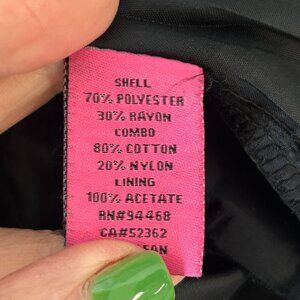 SHELL
70% POLYESTER
30% RAYON
COMBO
80% COTTON
20% NYLON
LINING
100% ACETATE
RN#94468
CA#52362